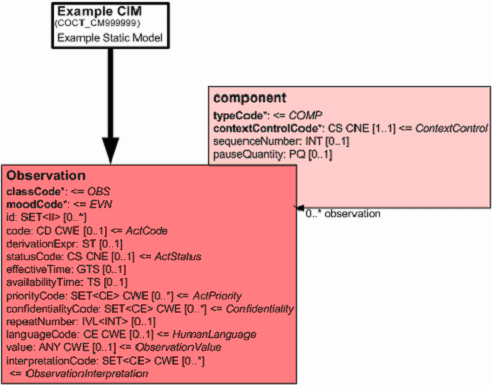 Example CIM
(COCT_CM999999)
Example Static Model
component
typeCode*: <= COMP
contextControlCode*: CS CNE [1..1] <= ContextControl
sequenceNumber: INT [0..1]
pauseQuantity: PQ [0..1]
Observation
classCode*: <= OBS
moodCode*: <= EVN
id: SET<II> [0..*]
code: CD CWE [0..1] <= ActCode
derivationExpr: ST [0..1]
statusCode: CS CNE [0..1] <= ActStatus
effectiveTime: GTS [0..1]
availabilityTime: TS [0..1]
priorityCode: SET<CE> CWE [0..*] <= ActPriority
confidentialityCode: SET<CE> CWE [0..*] <= Confidentiality
repeatNumber: IVL<INT> [0..1]
languageCode: CE CWE [0..1] <= HumanLanguage
value: ANY CWE [0..1] <= ObservationValue
interpretationCode: SET<CE> CWE [0..*]
<= ObservationInterpretation
0..* observation